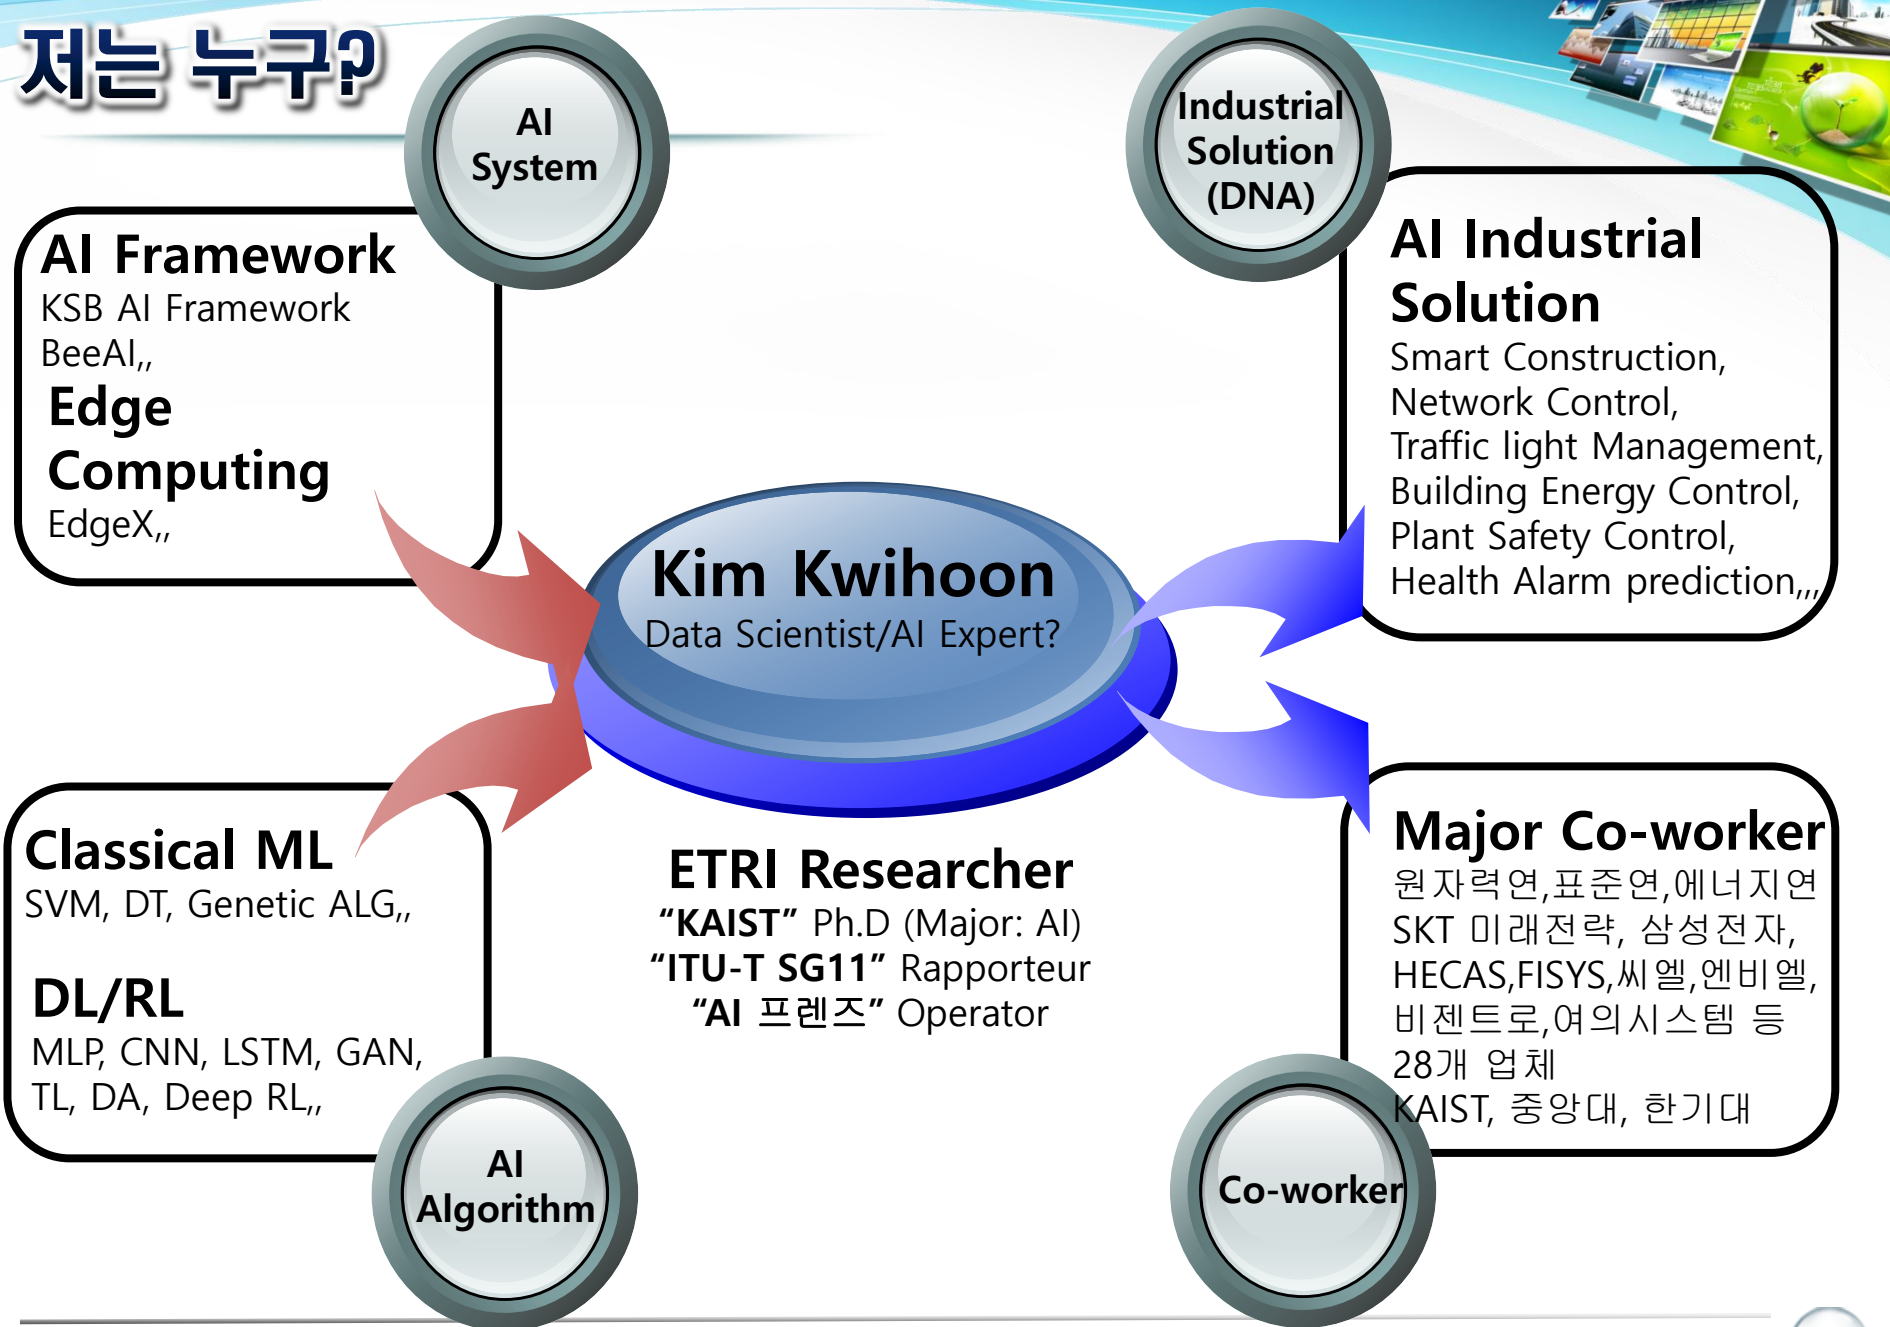 저는 누구?
AI
System
AI Framework
KSB AI Framework
BeeAI,,
Edge
Computing
EdgeX,,
Industrial
Solution
(DNA)
AI Industrial
Solution
Smart Construction,
Network Control,
Traffic light Management,
Building Energy Control,
Plant Safety Control,
Health Alarm prediction,,,
Kim Kwihoon
Data Scientist/AI Expert?
ETRI Researcher
“KAIST” Ph.D (Major: AI)
“ITU-T SG11” Rapporteur
“AI 프렌즈” Operator
Classical ML
SVM, DT, Genetic ALG,,
DL/RL
MLP, CNN, LSTM, GAN,
TL, DA, Deep RL,,
AI
Algorithm
Major Co-worker
원자력연,표준연,에너지연
SKT 미래전략, 삼성전자,
HECAS,FISYS,씨엘,엔비엘,
비젠트로,여의시스템 등
28개 업체
KAIST, 중앙대, 한기대
Co-worker